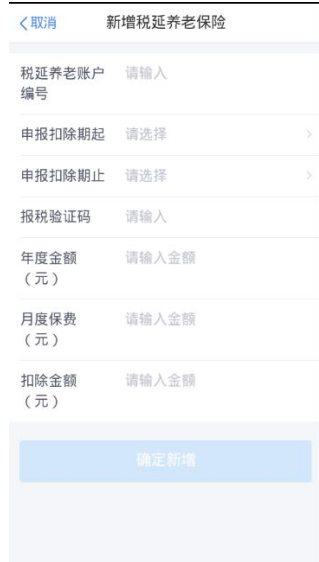 取消 新增税延养老保险
税延养老账户 请输入
编号
申报扣除期起 请选择
申报扣除期止 请选择
报税验证码 请输入
年度金额 请输入金额
（元）
月度保费 请输入金额
（元）
扣除金额 请输入金额
（元）
确定新增